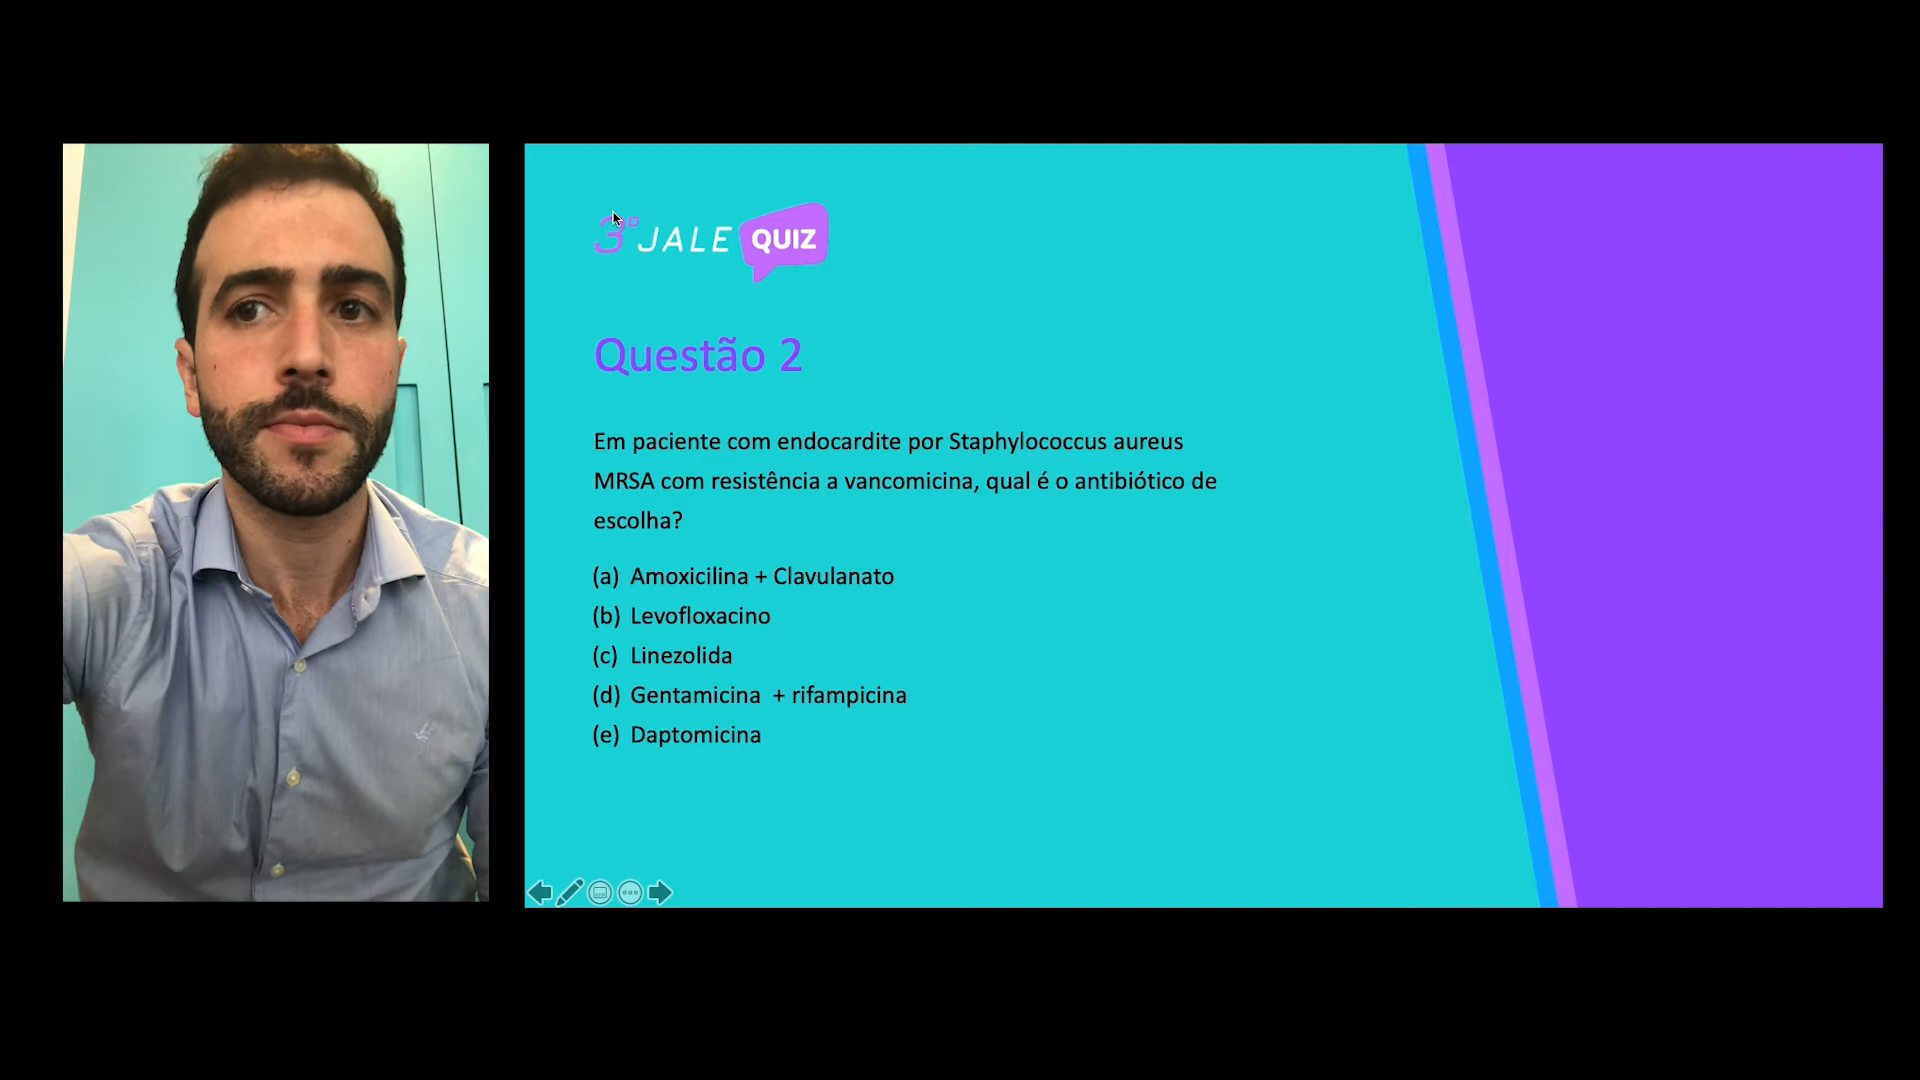 3º JALE QUIZ
Questão 2
Em paciente com endocardite por Staphylococcus aureus
MRSA com resistência a vancomicina, qual é o antibiótico de
escolha?
(a) Amoxicilina + Clavulanato
(b) Levofloxacino
(c) Linezolida
(d) Gentamicina + rifampicina
(e) Daptomicina